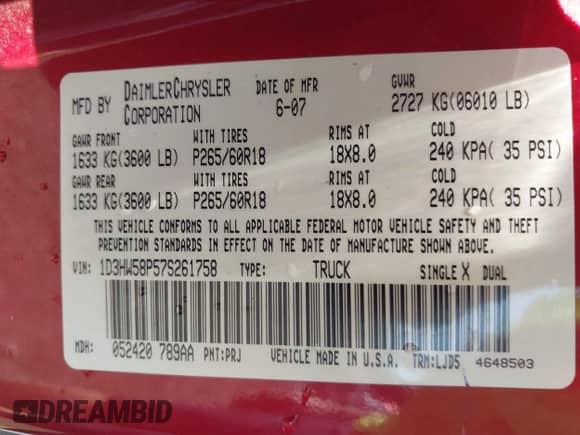 MFD BY DAIMLERCHRYSLER CORPORATION DATE OF MFR 6-07 GVWR 2727 KG(06010 LB)
GAWR FRONT WITH TIRES RIMS AT COLD
1633 KG(3600 LB) P265/60R18 18X8.0 240 KPA( 35 PSI)
GAWR REAR WITH TIRES RIMS AT COLD
1633 KG(3600 LB) P265/60R18 18X8.0 240 KPA( 35 PSI)
THIS VEHICLE CONFORMS TO ALL APPLICABLE FEDERAL MOTOR VEHICLE SAFETY AND THEFT
PREVENTION STANDARDS IN EFFECT ON THE DATE OF MANUFACTURE SHOWN ABOVE.
VIN: 1D3HW58P57S261758 TYPE: TRUCK SINGLE X DUAL
MDH: 052420 789AA PNT:PRJ VEHICLE MADE IN U.S.A. TRM:LJD5 4648503
DREAMBID